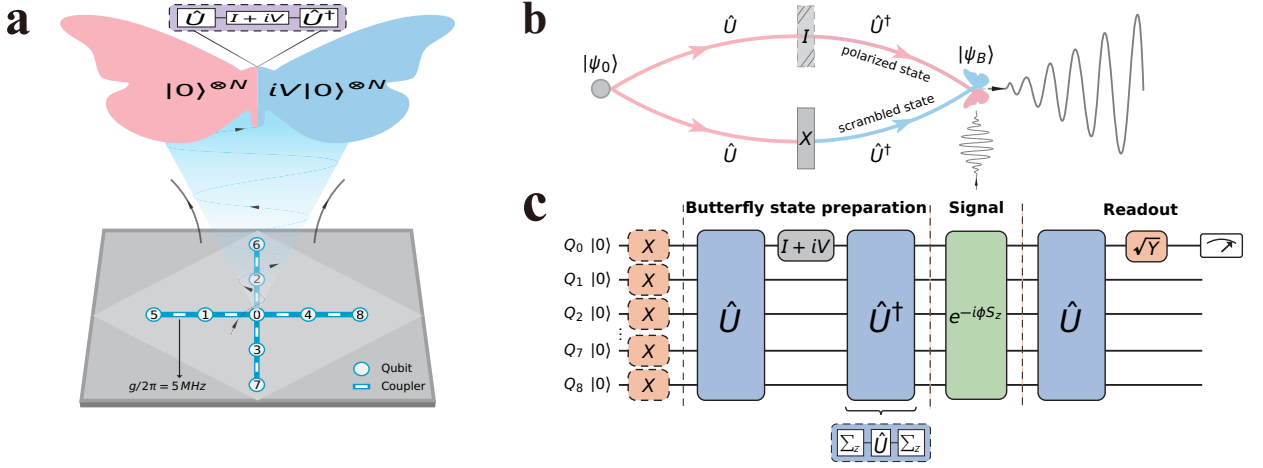 a
Û I + iV Û†
|0⟩⊗N iV|0⟩⊗N
6
2
5 1 0 4 8
3
7
g/2π = 5 MHz
Qubit
Coupler
b
|ψ0⟩
Û I Û†
polarized state
|ψB⟩
scrambled state
Û X Û†
c
Butterfly state preparation Signal Readout
Q0 |0⟩ X I + iV √Y
Q1 |0⟩ X
Q2 |0⟩ X Û Û† e−iϕSz Û
⋮
Q7 |0⟩ X
Q8 |0⟩ X
∑z Û ∑z